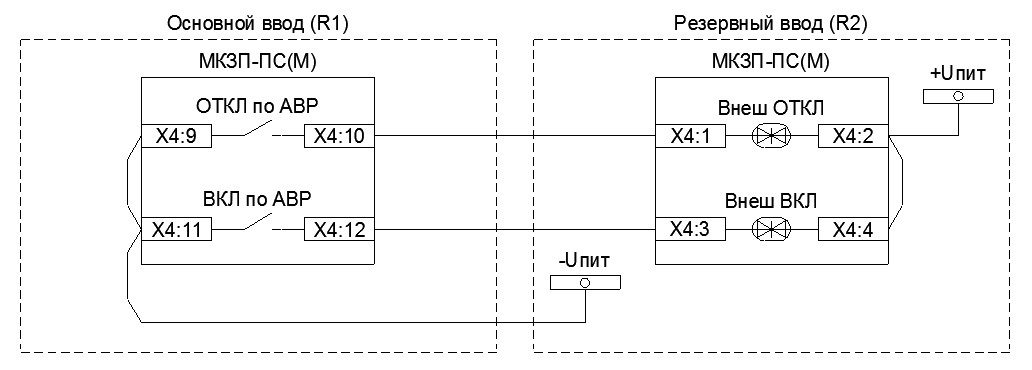 Основной ввод (R1)
МКЗП-ПС(М)
ОТКЛ по АВР
X4:9
X4:10
ВКЛ по АВР
X4:11
X4:12
Резервный ввод (R2)
МКЗП-ПС(М)
+Uпит
Внеш ОТКЛ
X4:1
X4:2
Внеш ВКЛ
X4:3
X4:4
-Uпит